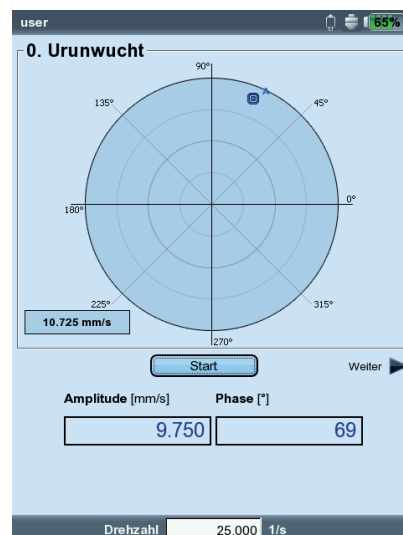 user 65%
0. Urunwucht
90°
135° 45°
180° 0°
225° 315°
10.725 mm/s
270°
Start Weiter
Amplitude [mm/s] Phase [°]
9.750 69
Drehzahl 25.000 1/s